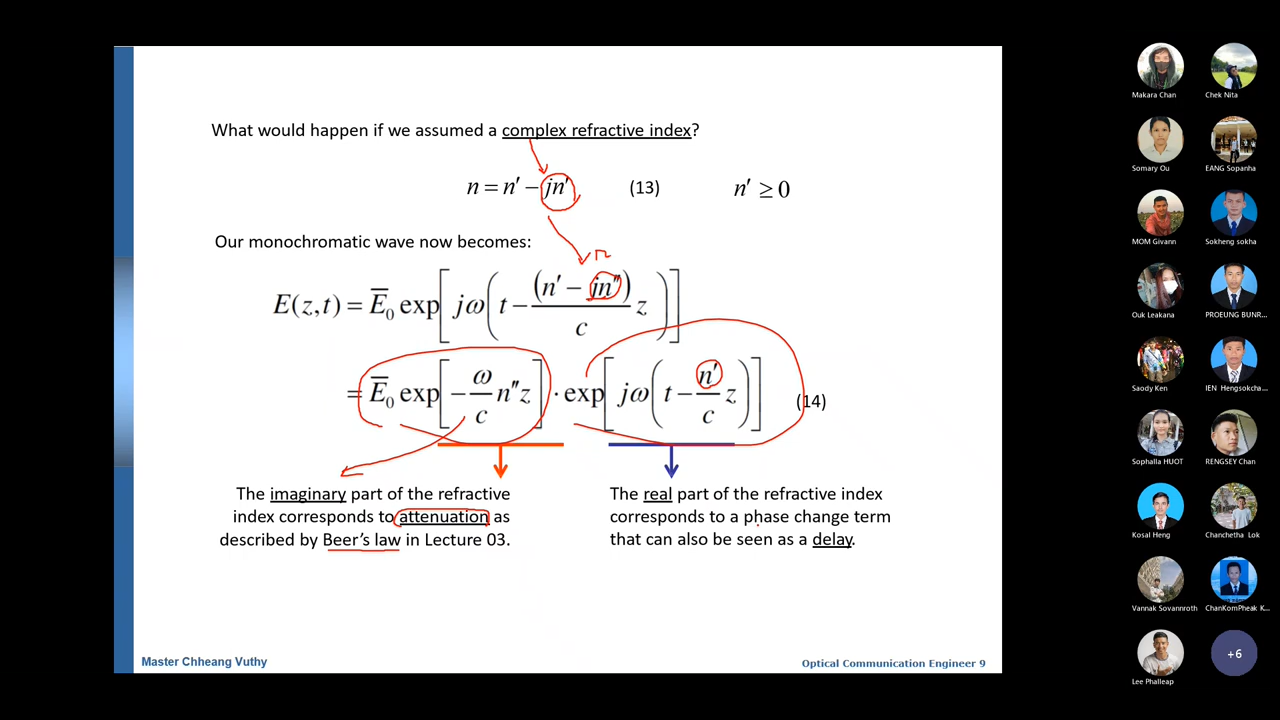 What would happen if we assumed a complex refractive index?
n = n′ − jn′ (13) n′ ≥ 0
Our monochromatic wave now becomes:
n
E(z,t) = E̅₀ exp[jω(t − (n′ − jn″)/c z)]
= E̅₀ exp[−ω/c n″z] · exp[jω(t − n′/c z)] (14)
The imaginary part of the refractive
index corresponds to attenuation as
described by Beer's law in Lecture 03.
The real part of the refractive index
corresponds to a phase change term
that can also be seen as a delay.
Master Chheang Vuthy
Optical Communication Engineer 9
Makara Chan
Chek Nita
Somary Ou
EANG Sopanha
MOM Givann
Sokheng sokha
Ouk Leakana
PROEUNG BUNR...
Saody Ken
IEN Hengsokcha...
Sophalla HUOT
RENGSEY Chan
Kosal Heng
Chanchetha Lok
Vannak Sovannroth
ChanKomPheak K...
Lee Phalleap
+6